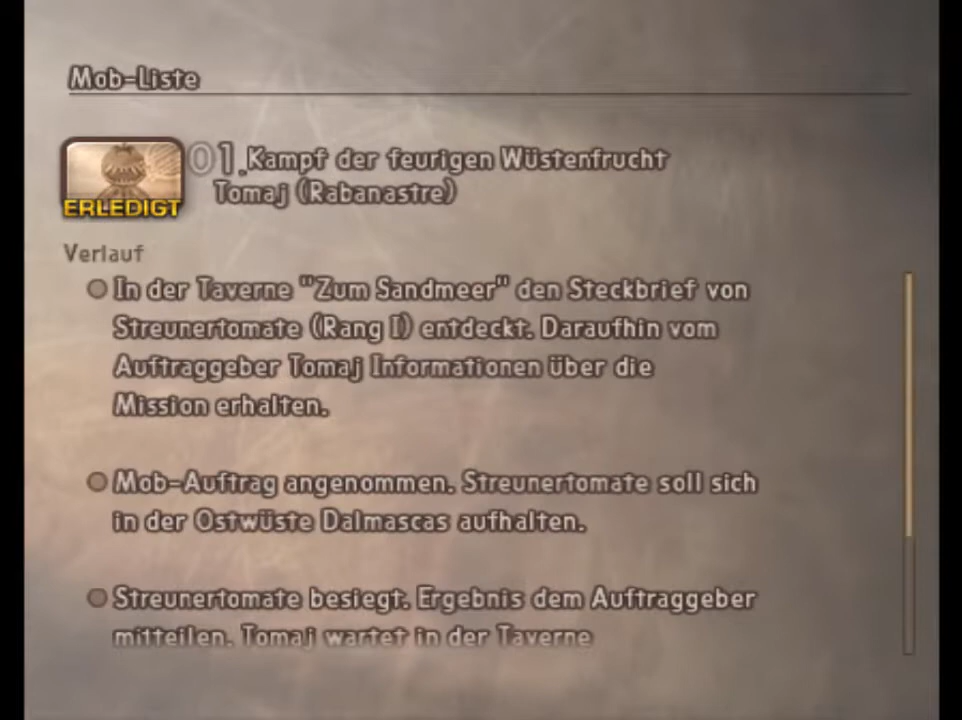 Mob-Liste
01.Kampf der feurigen Wüstenfrucht
Tomaj (Rabanastre)
ERLEDIGT
Verlauf
In der Taverne "Zum Sandmeer" den Steckbrief von
Streunertomate (Rang I) entdeckt. Daraufhin vom
Auftraggeber Tomaj Informationen über die
Mission erhalten.
Mob-Auftrag angenommen. Streunertomate soll sich
in der Ostwüste Dalmascas aufhalten.
Streunertomate besiegt. Ergebnis dem Auftraggeber
mitteilen. Tomaj wartet in der Taverne